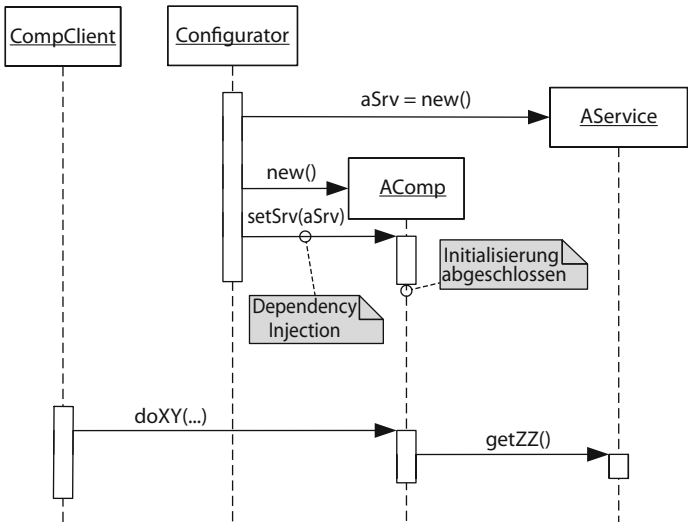 CompClient
Configurator
aSrv = new()
AService
new()
AComp
setSrv(aSrv)
Initialisierung
abgeschlossen
Dependency
Injection
doXY(...)
getZZ()